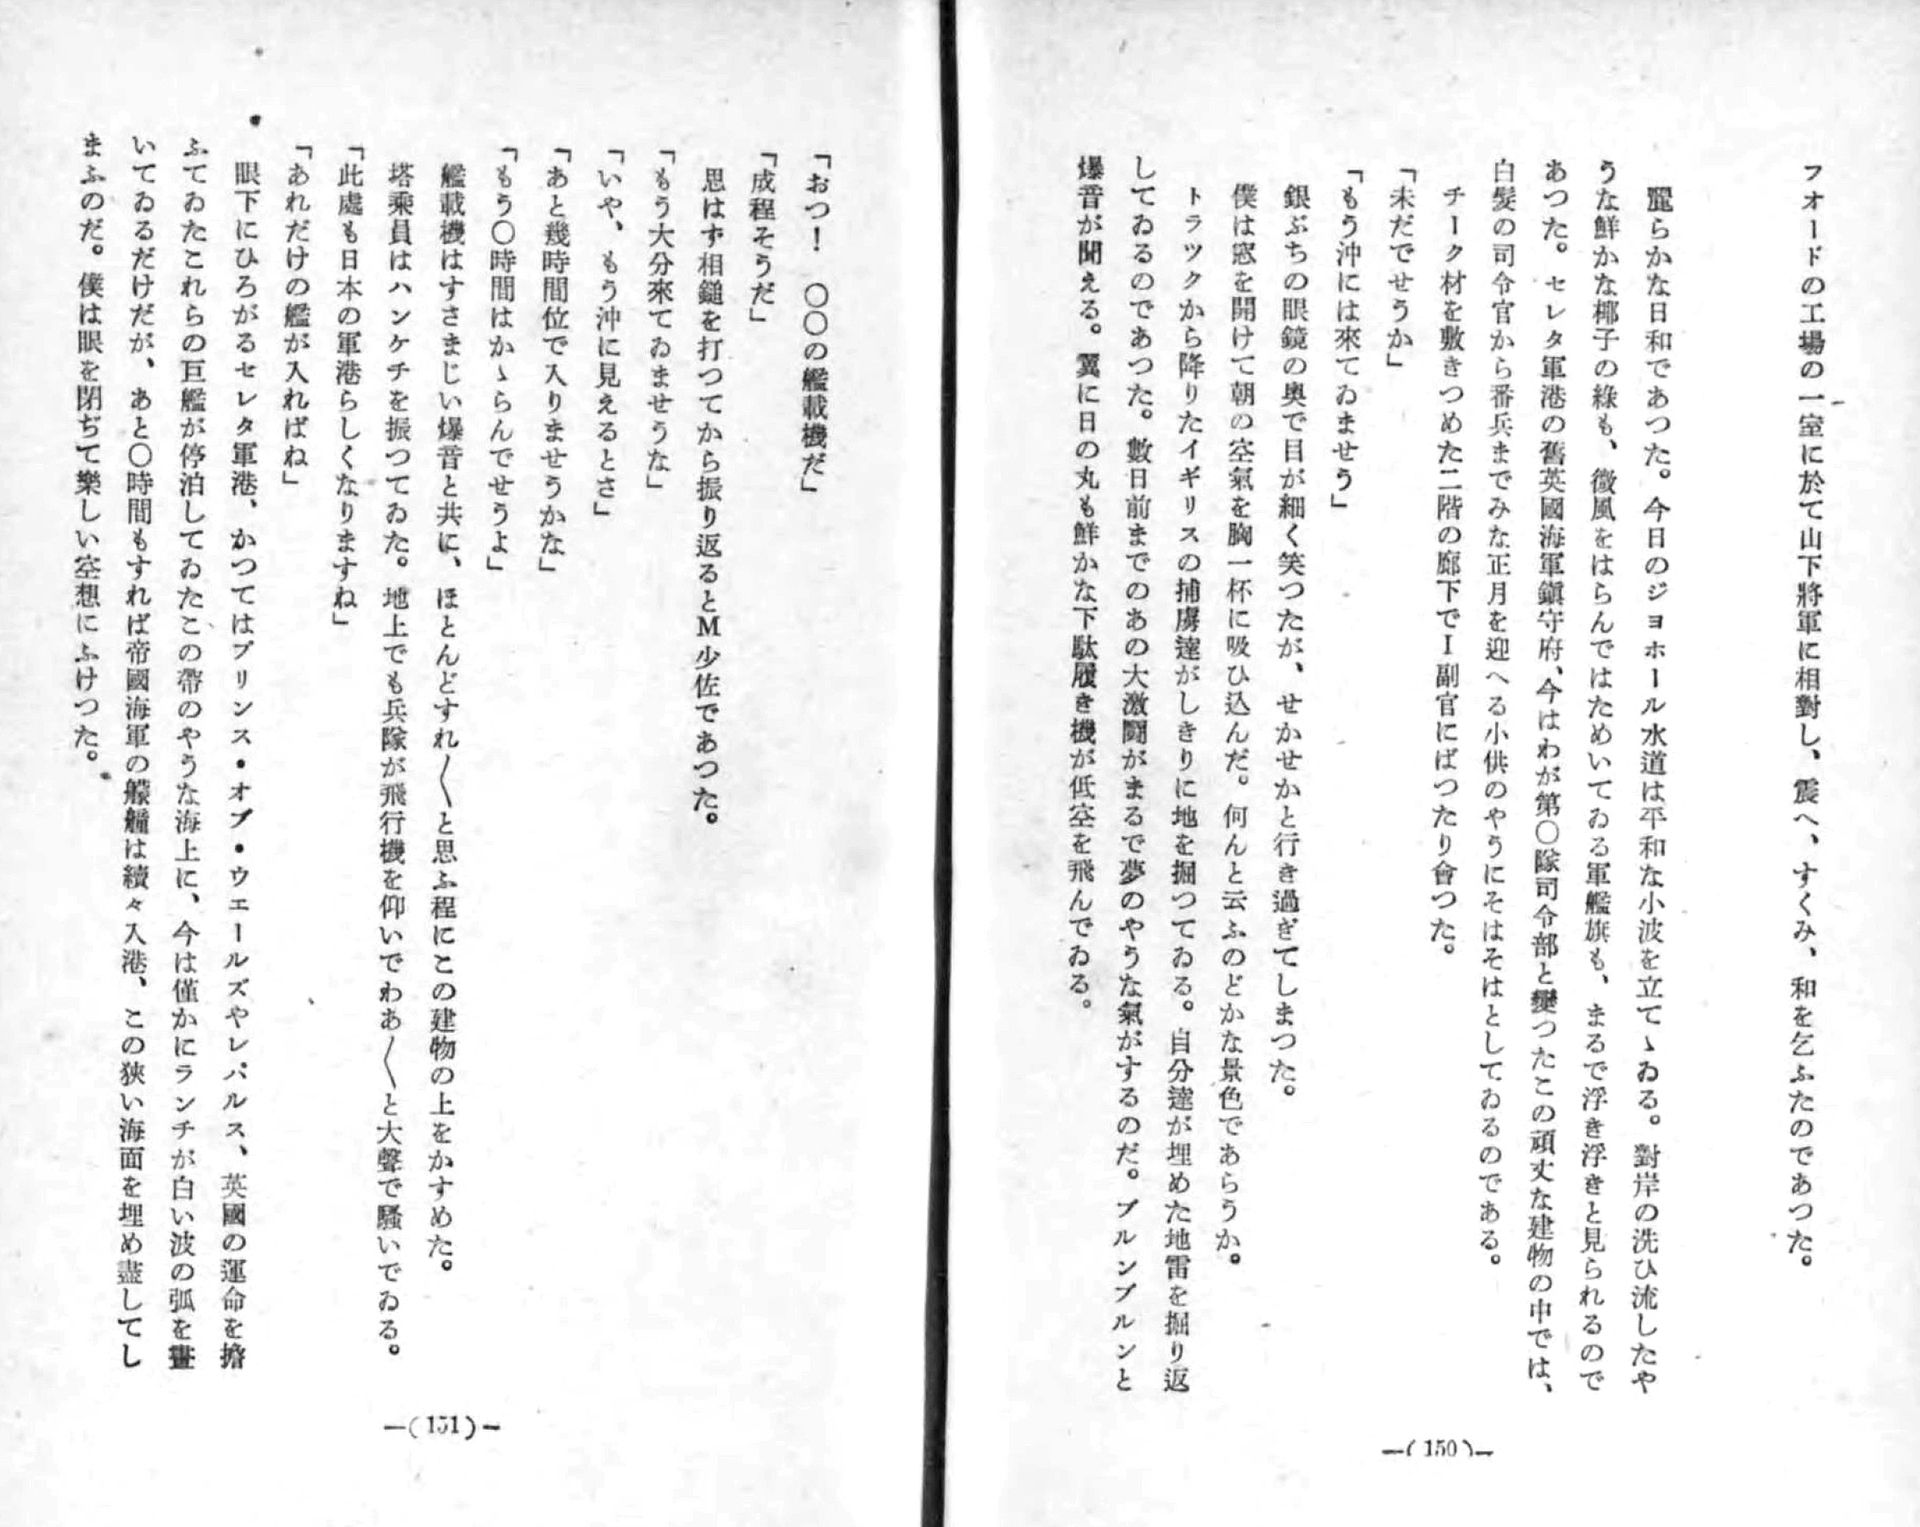 フオードの工場の一室に於て山下將軍に相對し、震へ、すくみ、和を乞ふたのであつた。
麗らかな日和であつた。今日のジヨホール水道は平和な小波を立てゝゐる。對岸の洗ひ流したや
うな鮮かな椰子の綠も、微風をはらんではためいてゐる軍艦旗も、まるで浮き浮きと見られるので
あつた。セレタ軍港の舊英國海軍鎭守府、今はわが第〇隊司令部と變つたこの頑丈な建物の中では、
白髮の司令官から番兵までみな正月を迎へる小供のやうにそはそはとしてゐるのである。
チーク材を敷きつめた二階の廊下でI副官にばつたり會つた。
「未だでせうか」
「もう沖には來てゐませう」
銀ぶちの眼鏡の奧で目が細く笑つたが、せかせかと行き過ぎてしまつた。
僕は窓を開けて朝の空氣を胸一杯に吸ひ込んだ。何んと云ふのどかな景色であらうか。
トラツクから降りたイギリスの捕虜達がしきりに地を掘つてゐる。自分達が埋めた地雷を掘り返
してゐるのであつた。數日前までのあの大激鬪がまるで夢のやうな氣がするのだ。ブルンブルンと
爆音が聞える。翼に日の丸も鮮かな下駄履き機が低空を飛んでゐる。
—(150)—
「おつ！　〇〇の艦載機だ」
「成程そうだ」
思はず相鎚を打つてから振り返るとM少佐であつた。
「もう大分來てゐませうな」
「いや、もう沖に見えるとさ」
「あと幾時間位で入りませうかな」
「もう〇時間はかゝらんでせうよ」
艦載機はすさまじい爆音と共に、ほとんどすれ〱と思ふ程にこの建物の上をかすめた。
塔乘員はハンケチを振つてゐた。地上でも兵隊が飛行機を仰いでわあ〱と大聲で騷いでゐる。
「此處も日本の軍港らしくなりますね」
「あれだけの艦が入ればね」
眼下にひろがるセレタ軍港、かつてはプリンス・オブ・ウエールズやレパルス、英國の運命を擔
ふてゐたこれらの巨艦が停泊してゐたこの帶のやうな海上に、今は僅かにランチが白い波の弧を畫
いてゐるだけだが、あと〇時間もすれば帝國海軍の艨艟は續々入港、この狹い海面を埋め盡してし
まふのだ。僕は眼を閉ぢて樂しい空想にふけつた。
—(151)—